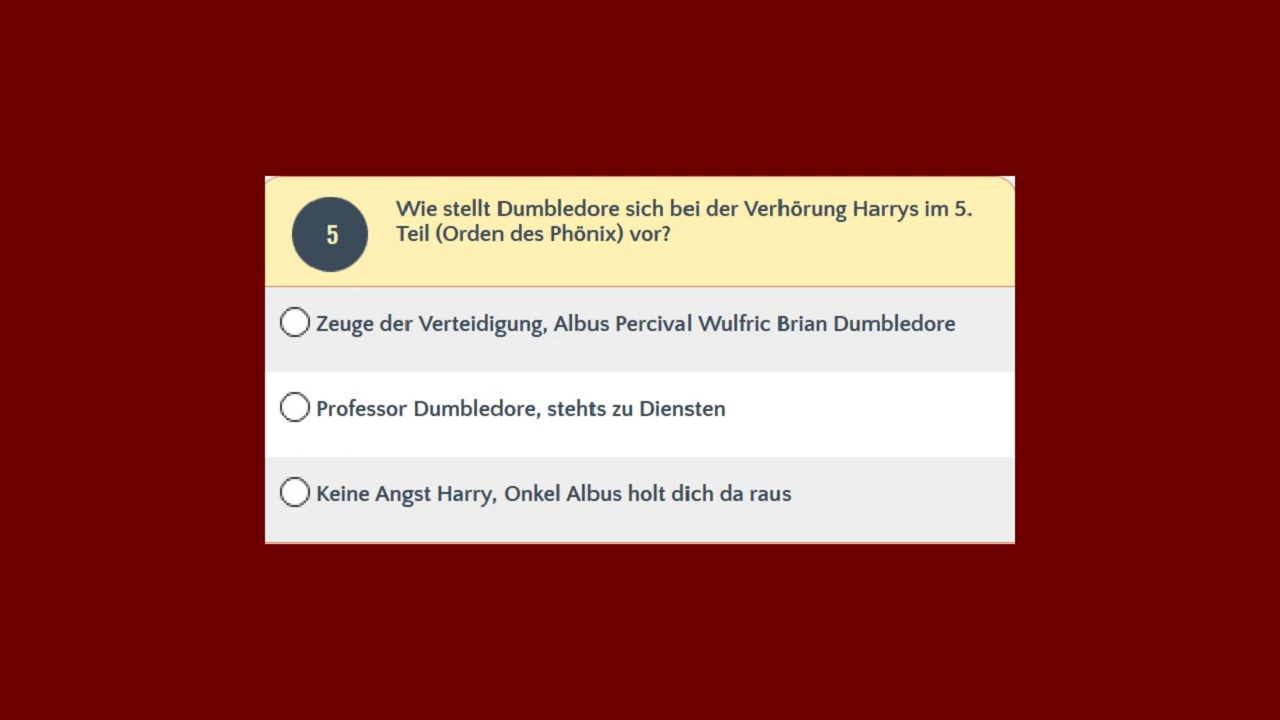 5
Wie stellt Dumbledore sich bei der Verhörung Harrys im 5.
Teil (Orden des Phönix) vor?
Zeuge der Verteidigung, Albus Percival Wulfric Brian Dumbledore
Professor Dumbledore, stehts zu Diensten
Keine Angst Harry, Onkel Albus holt dich da raus